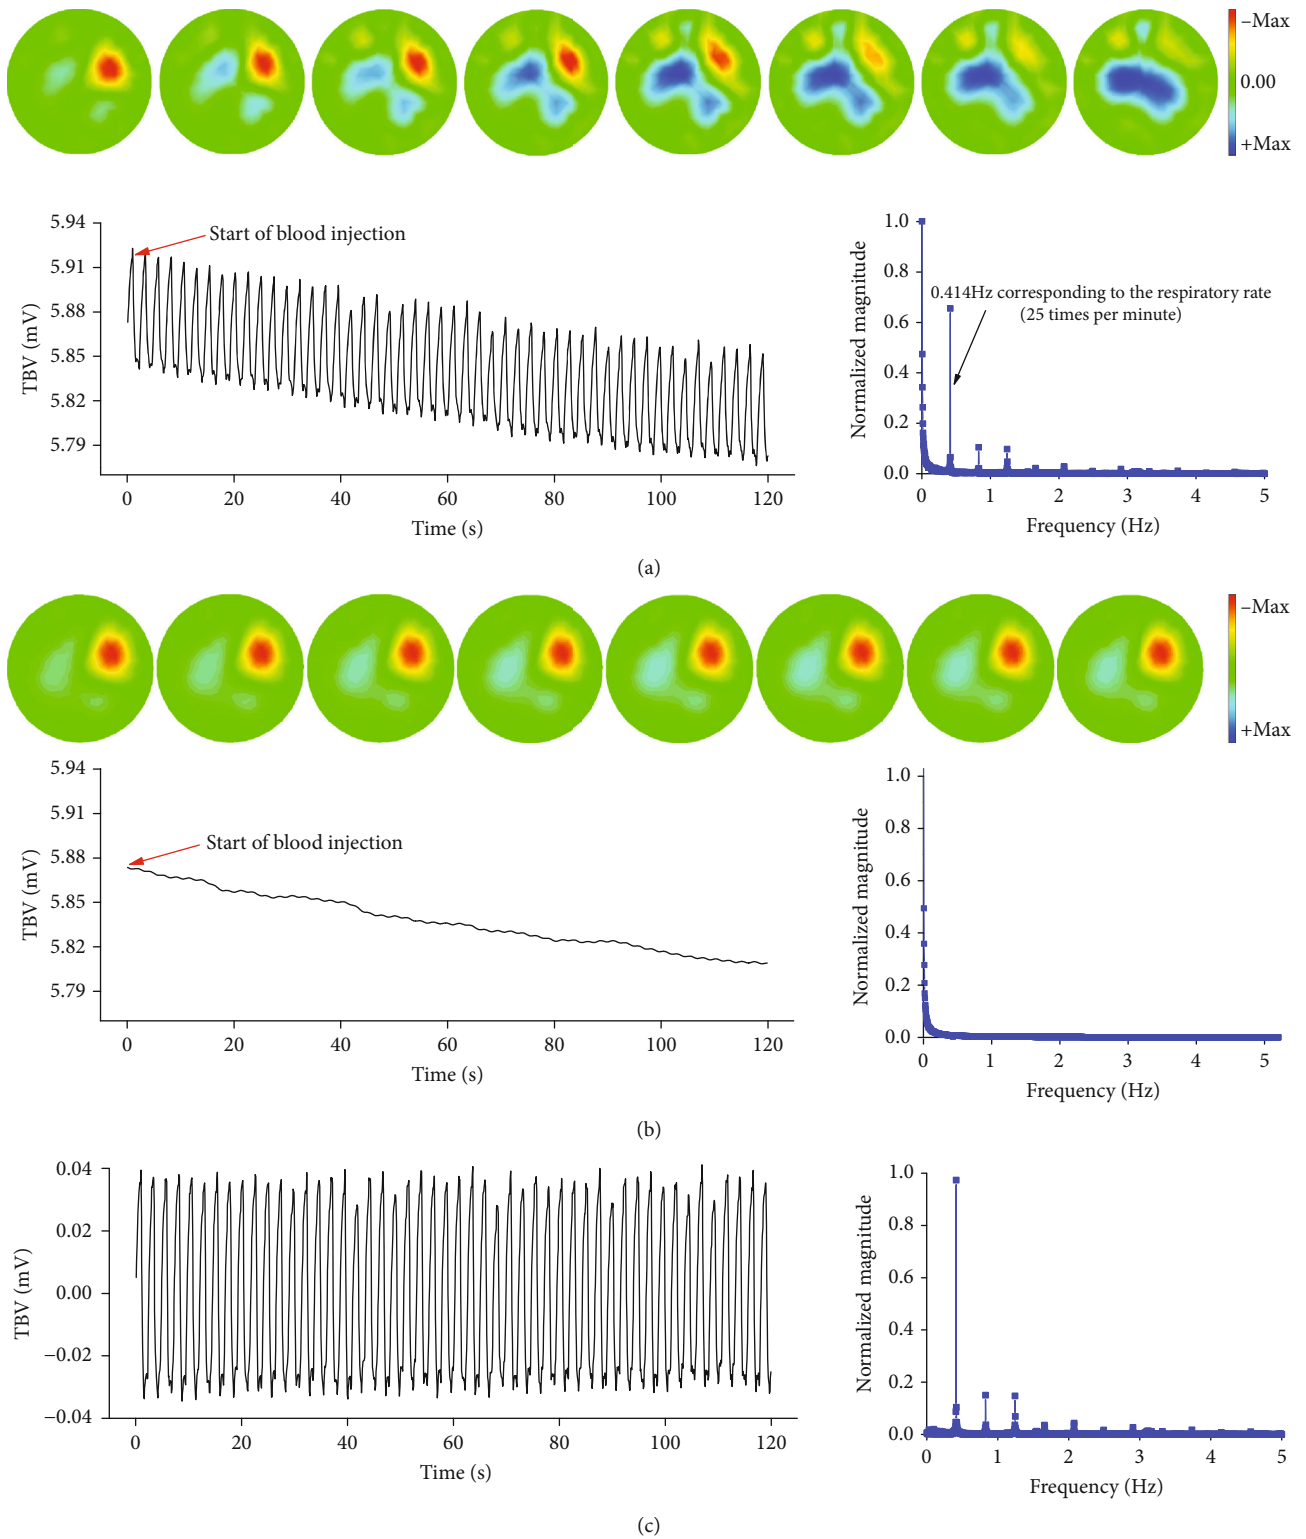 –Max
0.00
+Max
5.94
5.91
5.88
5.85
5.82
5.79
TBV (mV)
Start of blood injection
0 20 40 60 80 100 120
Time (s)
1.0
0.8
0.6
0.4
0.2
0.0
Normalized magnitude
0.414Hz corresponding to the respiratory rate
(25 times per minute)
0 1 2 3 4 5
Frequency (Hz)
(a)
–Max
+Max
5.94
5.91
5.88
5.85
5.82
5.79
TBV (mV)
Start of blood injection
0 20 40 60 80 100 120
Time (s)
1.0
0.8
0.6
0.4
0.2
0.0
Normalized magnitude
0 1 2 3 4 5
Frequency (Hz)
(b)
0.04
0.02
0.00
–0.02
–0.04
TBV (mV)
0 20 40 60 80 100 120
Time (s)
1.0
0.8
0.6
0.4
0.2
0.0
Normalized magnitude
0 1 2 3 4 5
Frequency (Hz)
(c)